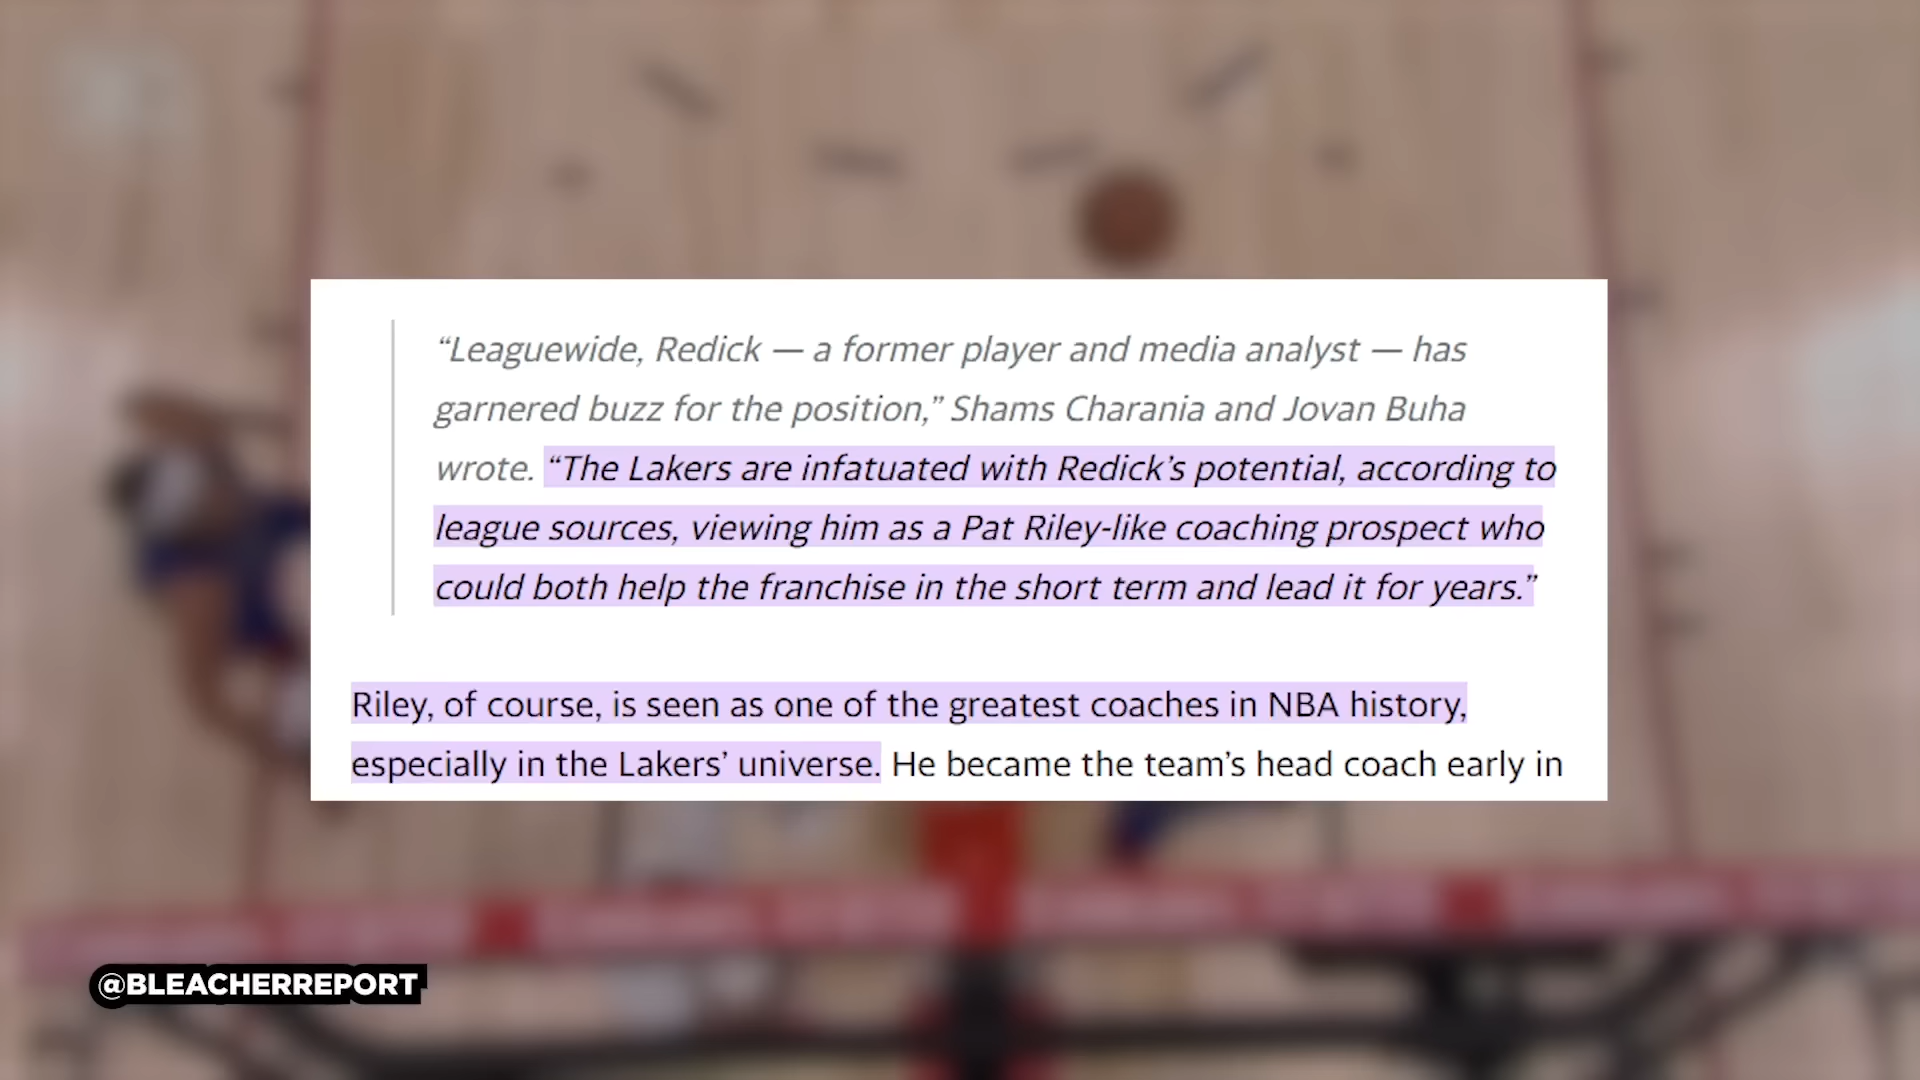 “Leaguewide, Redick — a former player and media analyst — has
garnered buzz for the position,” Shams Charania and Jovan Buha
wrote. “The Lakers are infatuated with Redick’s potential, according to
league sources, viewing him as a Pat Riley-like coaching prospect who
could both help the franchise in the short term and lead it for years.”
Riley, of course, is seen as one of the greatest coaches in NBA history,
especially in the Lakers’ universe. He became the team’s head coach early in
@BLEACHERREPORT